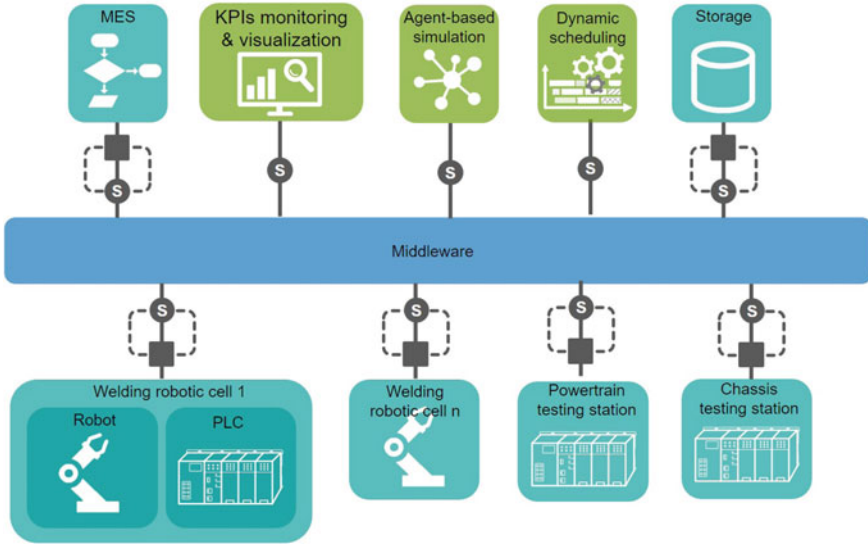 MES
KPIs monitoring
& visualization
Agent-based
simulation
Dynamic
scheduling
Storage
S
S
S
S
S
Middleware
S
S
S
S
Welding robotic cell 1
Robot
PLC
Welding
robotic cell n
Powertrain
testing station
Chassis
testing station